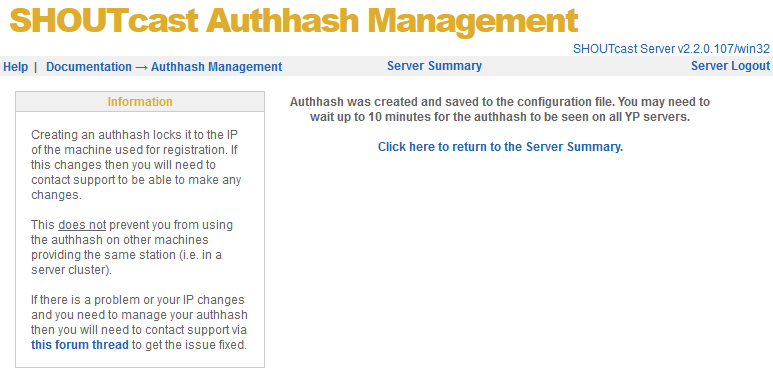 SHOUTcast Authhash Management
SHOUTcast Server v2.2.0.107/win32
Help | Documentation → Authhash Management Server Summary Server Logout
Information
Creating an authhash locks it to the IP
of the machine used for registration. If
this changes then you will need to
contact support to be able to make any
changes.
This does not prevent you from using
the authhash on other machines
providing the same station (i.e. in a
server cluster).
If there is a problem or your IP changes
and you need to manage your authhash
then you will need to contact support via
this forum thread to get the issue fixed.
Authhash was created and saved to the configuration file. You may need to
wait up to 10 minutes for the authhash to be seen on all YP servers.
Click here to return to the Server Summary.